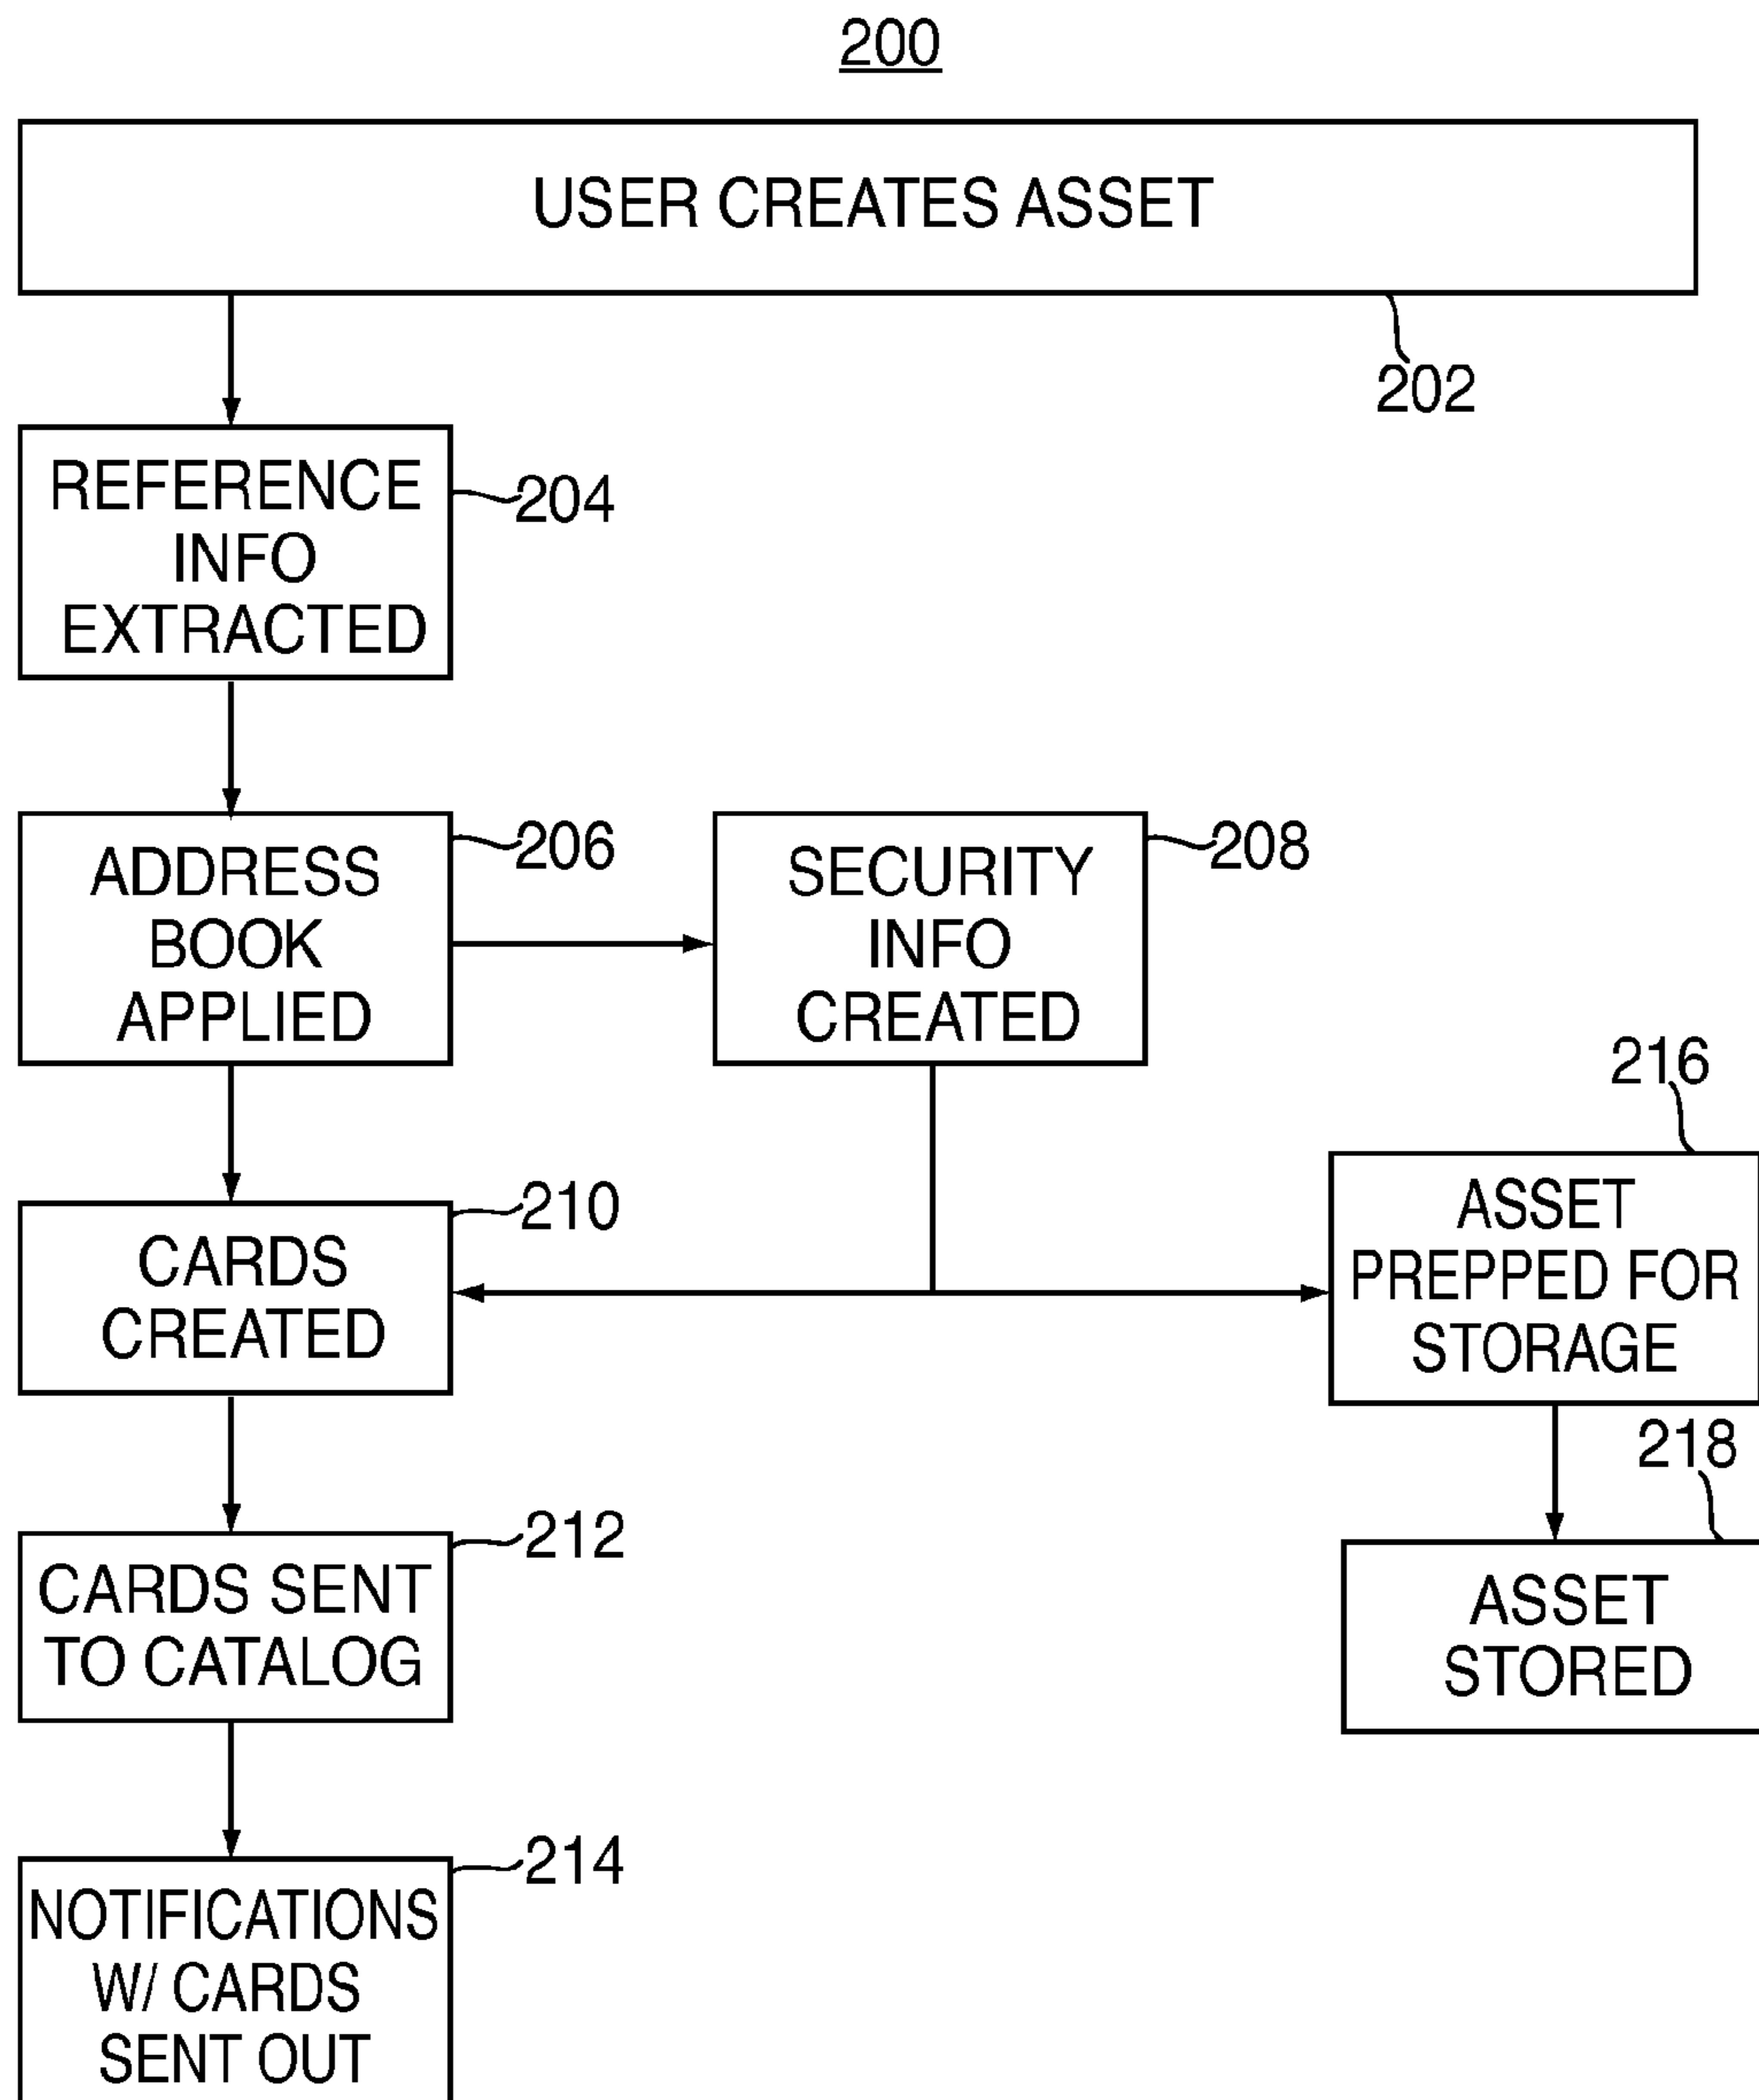 200
USER CREATES ASSET
202
REFERENCE
INFO
EXTRACTED
204
ADDRESS
BOOK
APPLIED
206
SECURITY
INFO
CREATED
208
CARDS
CREATED
210
216
ASSET
PREPPED FOR
STORAGE
CARDS SENT
TO CATALOG
212
218
ASSET
STORED
NOTIFICATIONS
W/ CARDS
SENT OUT
214